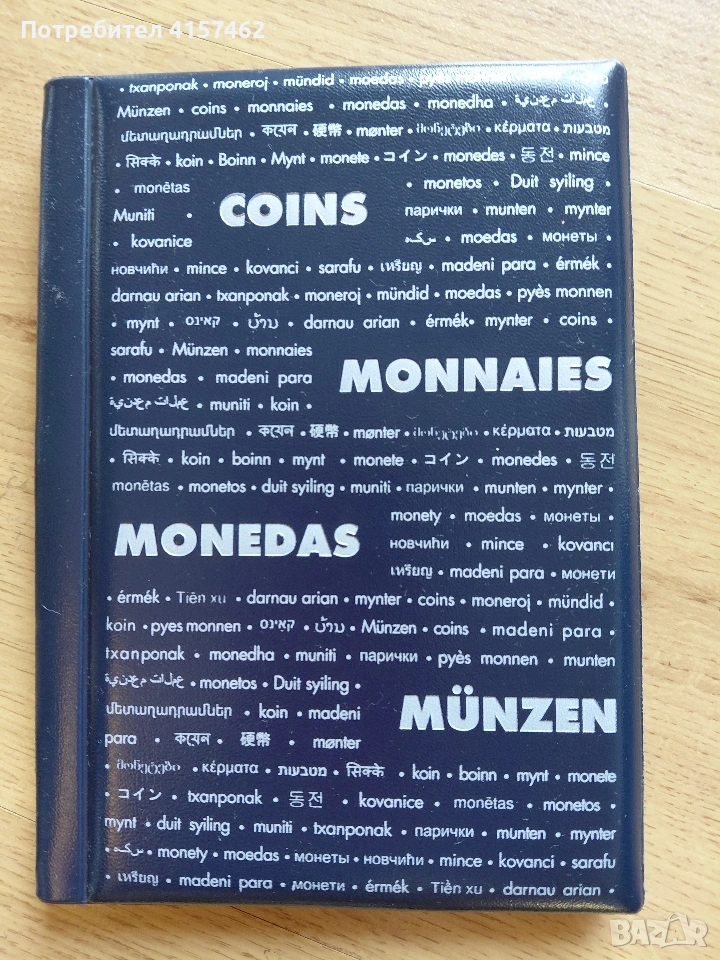 Потребител 4157462
• txanponak • moneroj • mündid • moedas • pyès monnen
Münzen • coins • monnaies • monedas • monedha • عملات معدنية •
մետաղադրամներ • কয়েন • 硬幣 • mønter • მონეტები • κέρματα • מטבעות
• सिक्के • koin • Boinn • Mynt • monete • コイン • monedes • 동전 • mince
• monētas • monetos • Duit syiling •
Muniti • COINS парички • munten • mynter
• kovanice سکه • moedas • монеты •
новчићи • mince • kovanci • sarafu • เหรียญ • madeni para • érmék •
darnau arian • txanponak • moneroj • mündid • moedas • pyès monnen
• mynt • קאָינס • • darnau arian • érmék • mynter • coins •
sarafu • Münzen • monnaies
• monedas • madeni para • MONNAIES
عملات معدنية • muniti • koin •
մետաղադրամներ • কয়েন • 硬幣 • mønter • მონეტები • κέρματα • מטבעות
• सिक्के • koin • boinn • mynt • monete • コイン • monedes • 동전
monētas • monetos • duit syiling • muniti • парички • munten • mynter •
monety • moedas • монеты •
MONEDAS новчићи • mince • kovanci
เหรียญ • madeni para • монети
• érmék • Tiền xu • darnau arian • mynter • coins • moneroj • mündid •
koin • pyes monnen • קאָינס • • Münzen • coins • madeni para •
txanponak • monedha • muniti • парички • pyès monnen • munten
عملات معدنية • monetos • Duit syiling •
մետաղադրամներ • koin • madeni MÜNZEN
para • কয়েন • 硬幣 • mønter
• მონეტები • κέρματα • מטבעות • सिक्के • koin • boinn • mynt • monete
• コイン • txanponak • 동전 • kovanice • monētas • monetos •
mynt • duit syiling • muniti • txanponak • парички • munten • mynter
• سکه • monety • moedas • монеты • новчићи • mince • kovanci • sarafu
• เหรียญ • madeni para • монети • érmék • Tiền xu • darnau arian •
BAZAR